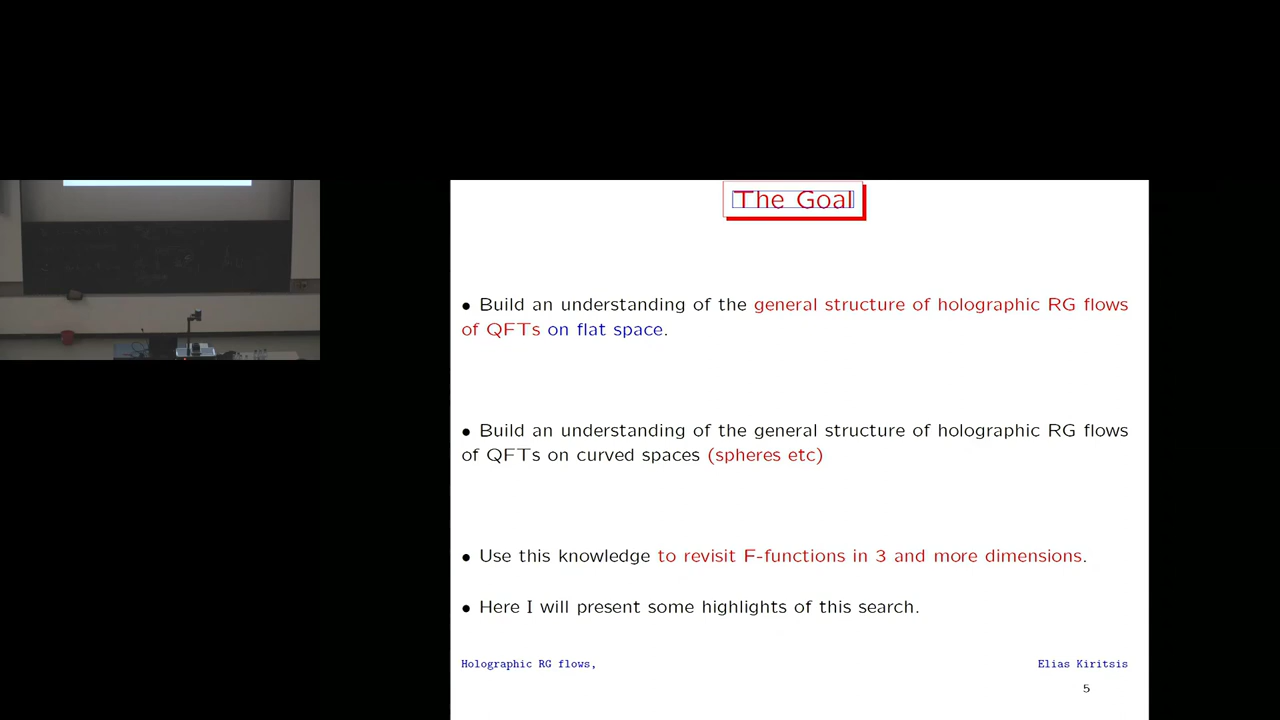 The Goal
• Build an understanding of the general structure of holographic RG flows
of QFTs on flat space.
• Build an understanding of the general structure of holographic RG flows
of QFTs on curved spaces (spheres etc)
• Use this knowledge to revisit F-functions in 3 and more dimensions.
• Here I will present some highlights of this search.
Holographic RG flows,
Elias Kiritsis
5